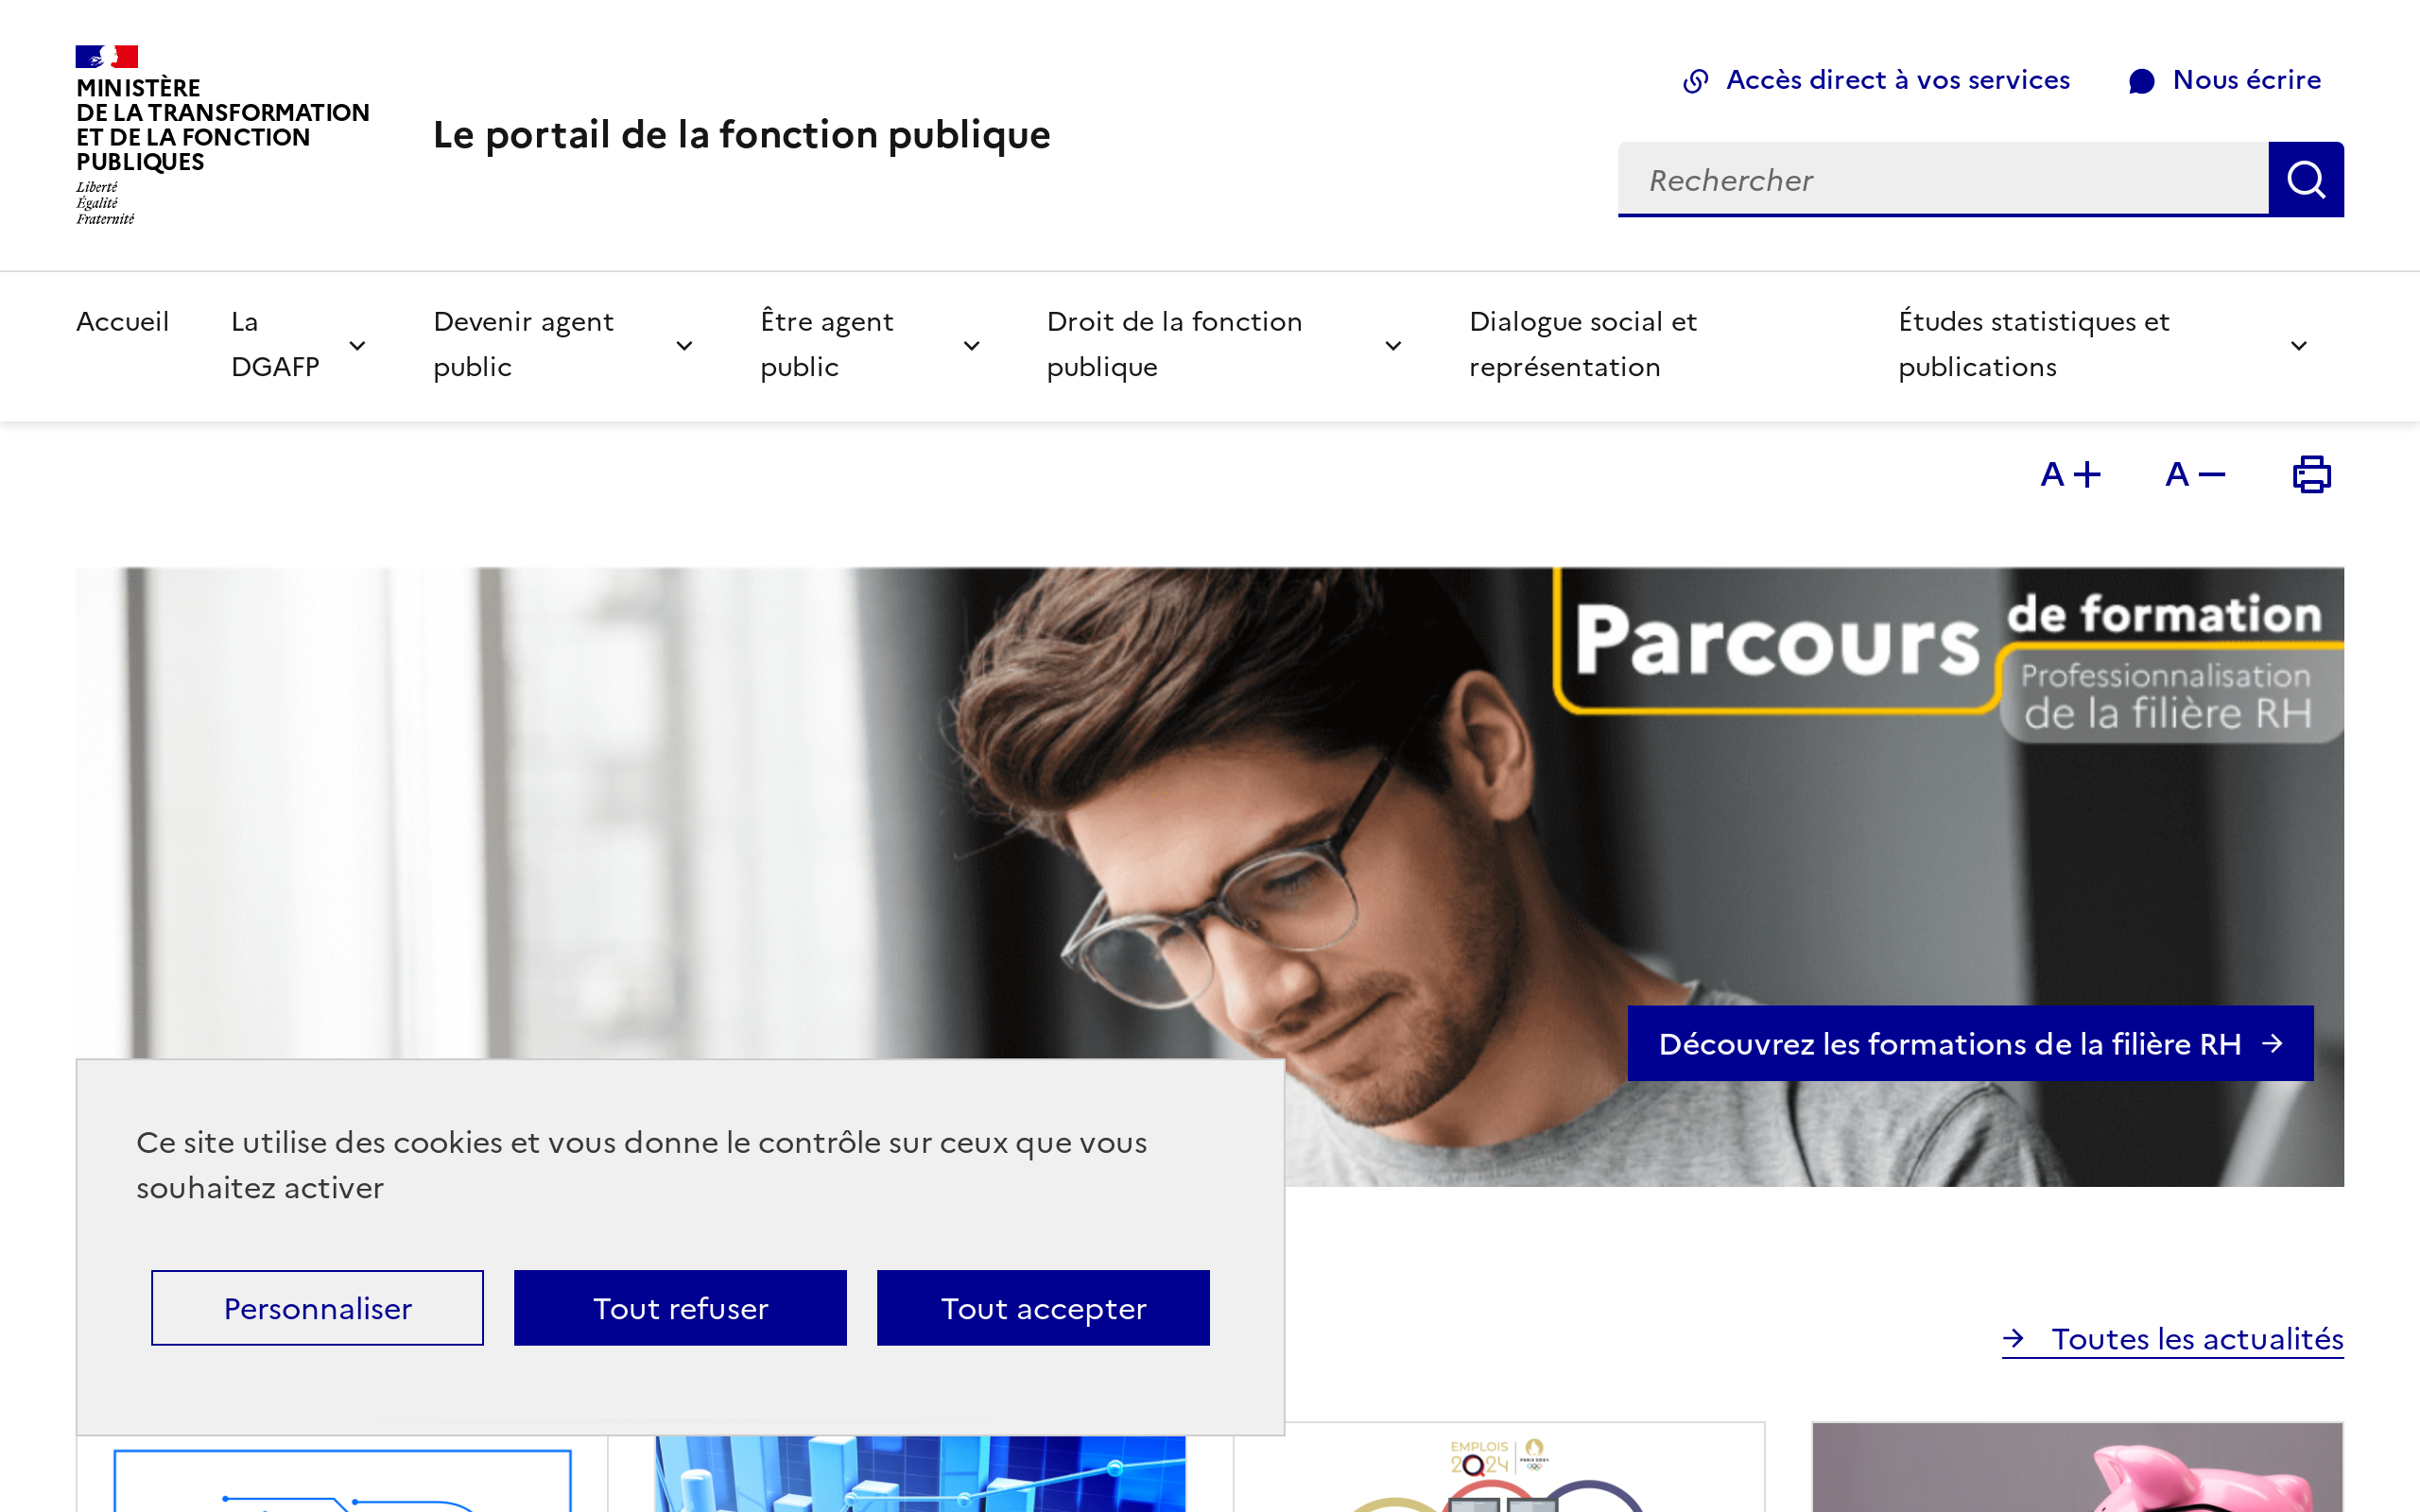 MINISTÈRE
DE LA TRANSFORMATION
ET DE LA FONCTION
PUBLIQUES
Liberté
Égalité
Fraternité
Le portail de la fonction publique
Accès direct à vos services
Nous écrire
Rechercher
Accueil
La
DGAFP
Devenir agent
public
Être agent
public
Droit de la fonction
publique
Dialogue social et
représentation
Études statistiques et
publications
A+
A−
Parcours
de formation
Professionnalisation
de la filière RH
Découvrez les formations de la filière RH
Ce site utilise des cookies et vous donne le contrôle sur ceux que vous
souhaitez activer
Personnaliser
Tout refuser
Tout accepter
Toutes les actualités
EMPLOIS
2024
PARIS 2024